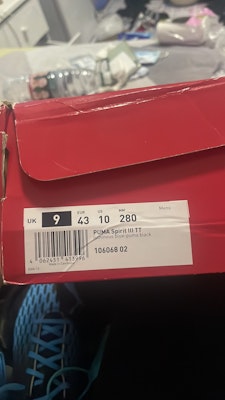 UK 9 EUR 43 US 10 MM 280
Mens
PUMA Spirit III TT
106068 02